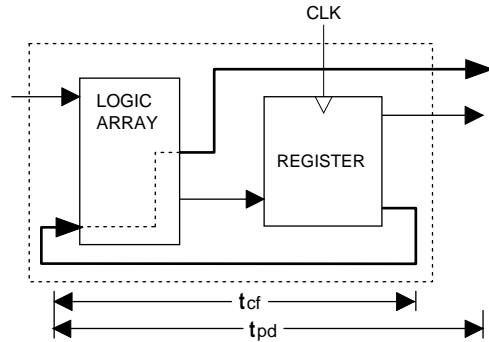 CLK
LOGIC
ARRAY
REGISTER
tcf
tpd